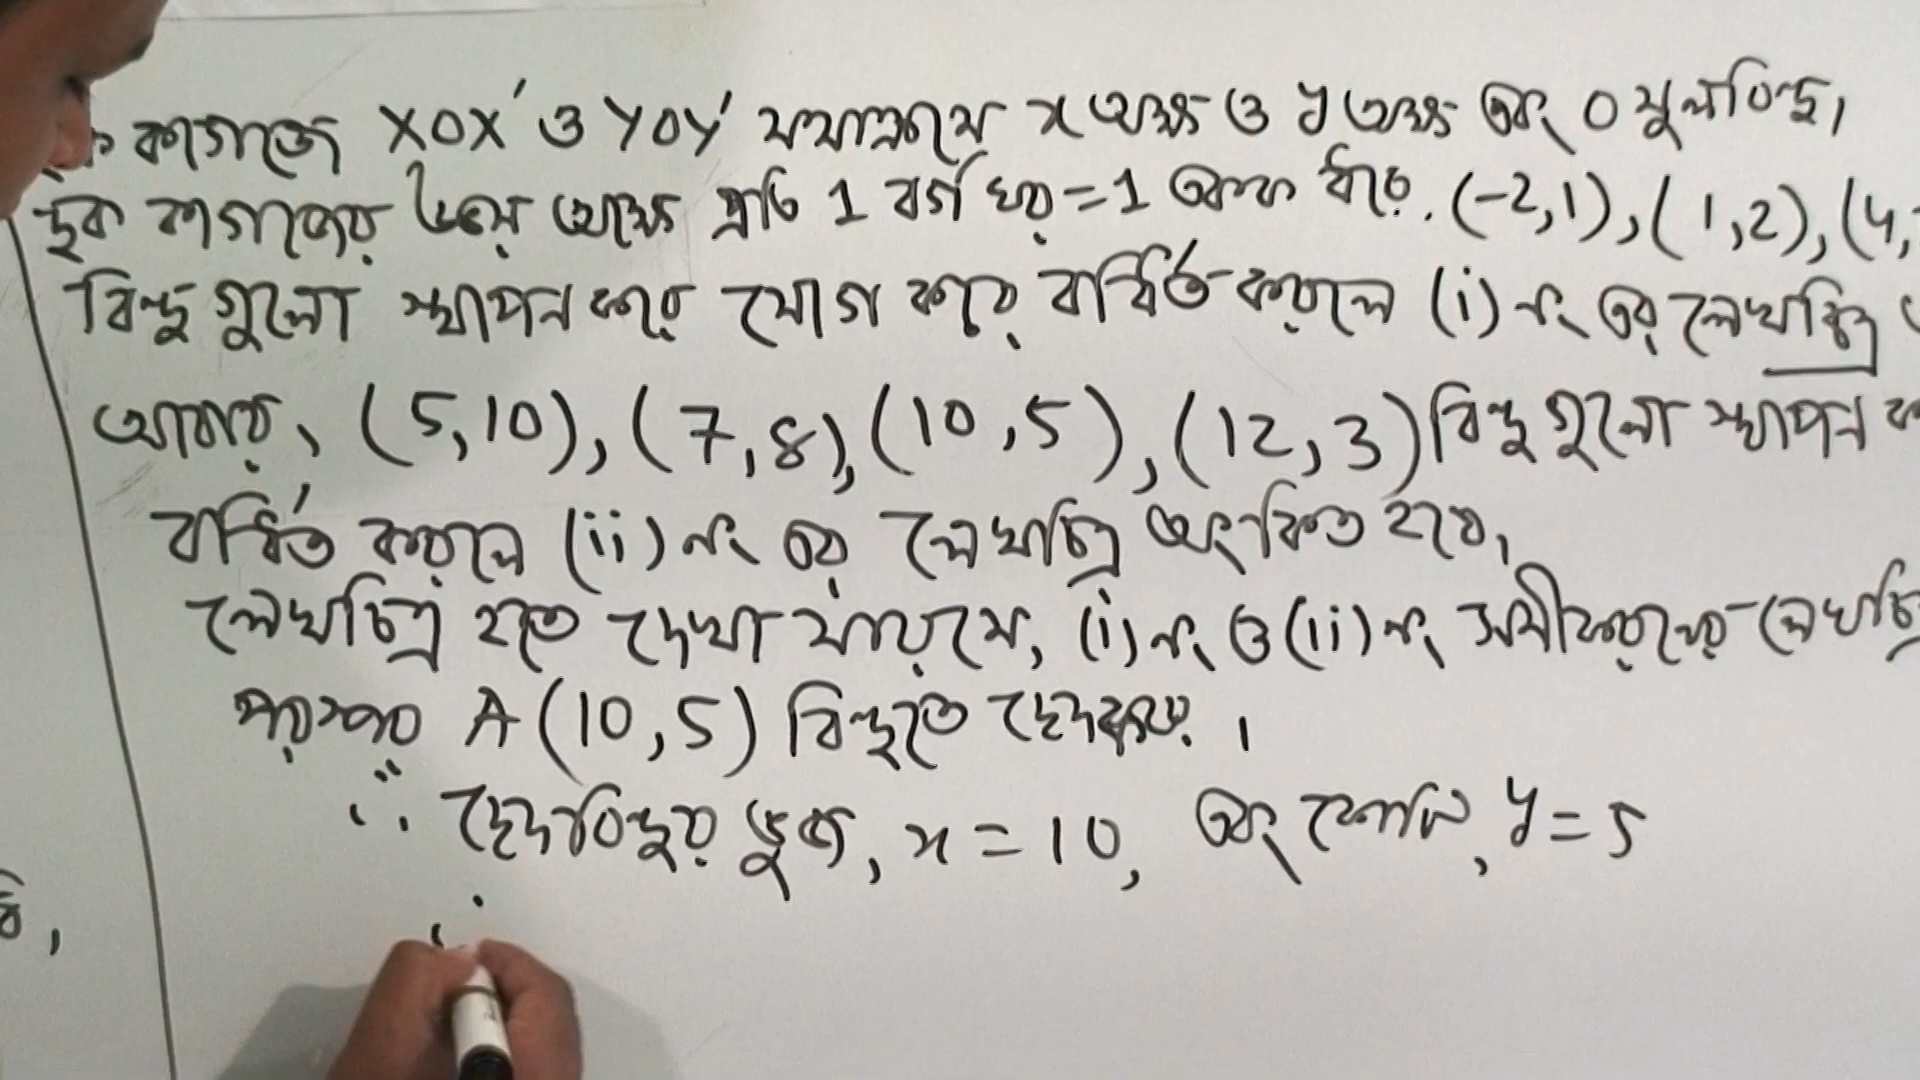 কাগজে XOX′ ও YOY′ যথাক্রমে x অক্ষ ও y অক্ষ এবং O মূলবিন্দু।
ছক কাগজের উভয় অক্ষে প্রতি 1 বর্গ ঘর = 1 একক ধরে. (-2,1), (1,2), (4,
বিন্দুগুলো স্থাপন করে যোগ করে বর্ধিত করলে (i) নং এর লেখচিত্র
আবার, (5,10), (7,8), (10,5), (12,3) বিন্দুগুলো স্থাপন
বর্ধিত করলে (ii) নং এর লেখচিত্র অংকিত হবে,
লেখচিত্র হতে দেখা যায় যে, (i) নং ও (ii) নং সমীকরণের লেখচিত্র
পরস্পর A (10,5) বিন্দুতে ছেদ করে।
∴ ছেদবিন্দুর ভুজ, x = 10, এবং কোটি, y = 5
∴